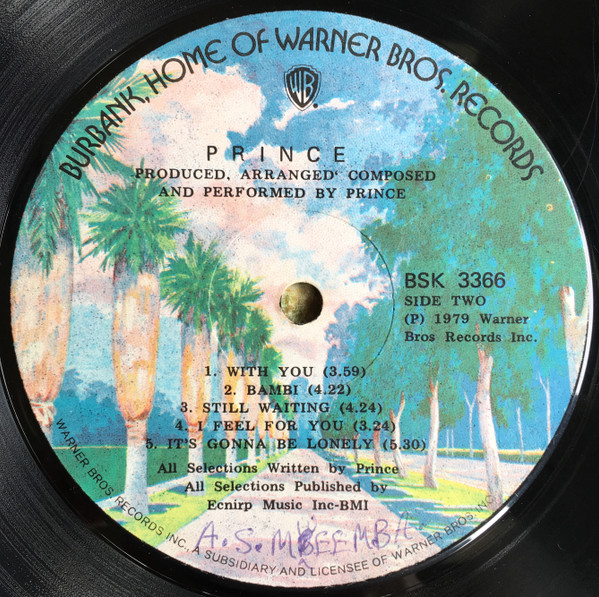 BURBANK, HOME OF WARNER BROS. RECORDS
WB
PRINCE
PRODUCED, ARRANGED' COMPOSED
AND PERFORMED BY PRINCE
BSK 3366
SIDE TWO
(P) 1979 Warner
Bros Records Inc.
1. WITH YOU (3.59)
2. BAMBI (4.22)
3. STILL WAITING (4.24)
4. I FEEL FOR YOU (3.24)
5. IT'S GONNA BE LONELY (5.30)
All Selections Written by Prince
All Selections Published by
Ecnirp Music Inc-BMI
A.S.
WARNER BROS. RECORDS INC., A SUBSIDIARY AND LICENSEE OF WARNER BROS. INC.